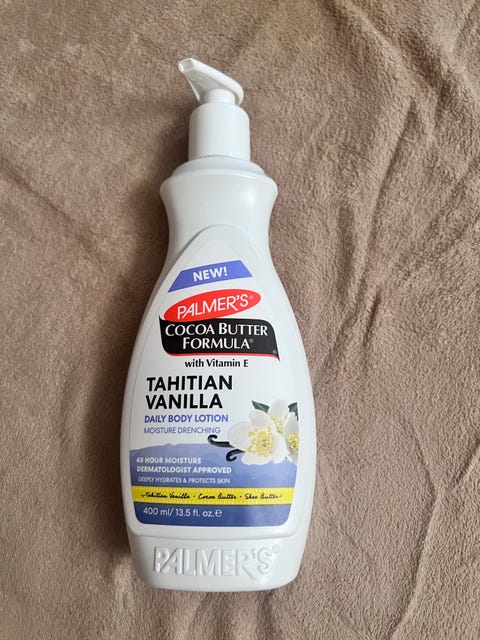 NEW!
PALMER'S®
COCOA BUTTER
FORMULA®
with Vitamin E
TAHITIAN
VANILLA
DAILY BODY LOTION
MOISTURE DRENCHING
48 HOUR MOISTURE
DERMATOLOGIST APPROVED
DEEPLY HYDRATES & PROTECTS SKIN
Tahitian Vanilla • Cocoa Butter • Shea Butter
400 ml/ 13.5 fl. oz. ℮
PALMER'S®